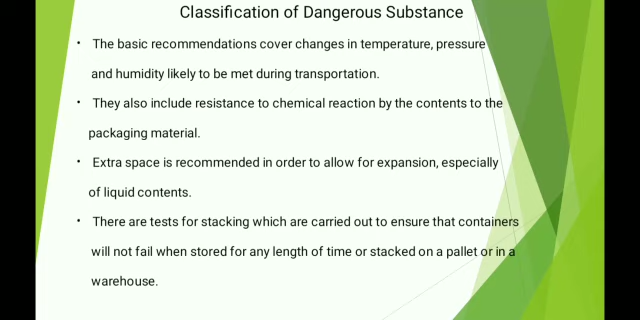 Classification of Dangerous Substance
• The basic recommendations cover changes in temperature, pressure
and humidity likely to be met during transportation.
• They also include resistance to chemical reaction by the contents to the
packaging material.
• Extra space is recommended in order to allow for expansion, especially
of liquid contents.
• There are tests for stacking which are carried out to ensure that containers
will not fail when stored for any length of time or stacked on a pallet or in a
warehouse.